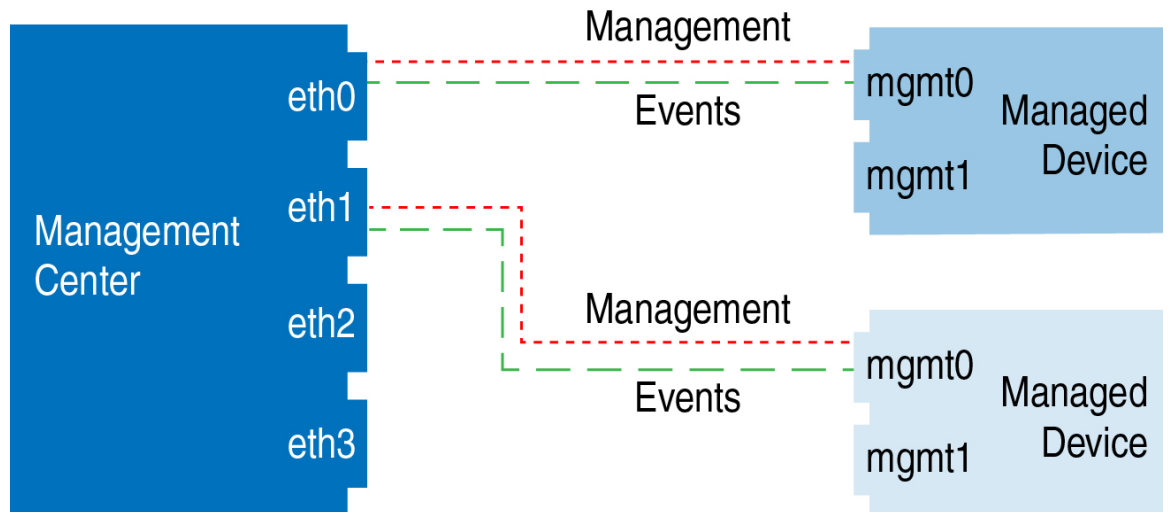 Management
Center
eth0
eth1
eth2
eth3
Management
Events
mgmt0
mgmt1
Managed
Device
Management
Events
mgmt0
mgmt1
Managed
Device